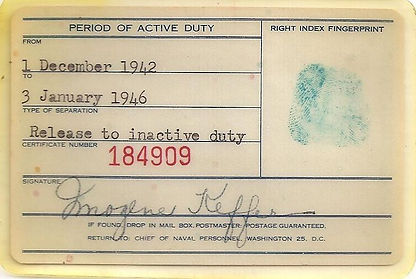 PERIOD OF ACTIVE DUTY
RIGHT INDEX FINGERPRINT
FROM
1 December 1942
TO
3 January 1946
TYPE OF SEPARATION
Release to inactive duty
CERTIFICATE NUMBER
184909
SIGNATURE
Imogene Keffer
IF FOUND, DROP IN MAIL BOX. POSTMASTER: POSTAGE GUARANTEED.
RETURN TO: CHIEF OF NAVAL PERSONNEL, WASHINGTON 25, D.C.